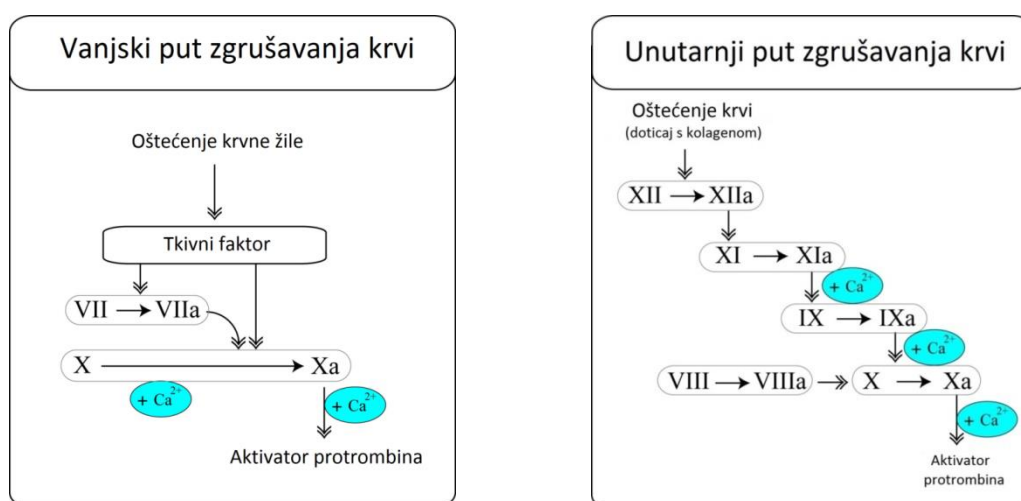 Vanjski put zgrušavanja krvi
Oštećenje krvne žile
Tkivni faktor
VII → VIIa
X → Xa
+ Ca²⁺
+ Ca²⁺
Aktivator protrombina
Unutarnji put zgrušavanja krvi
Oštećenje krvi
(doticaj s kolagenom)
XII → XIIa
XI → XIa
+ Ca²⁺
IX → IXa
+ Ca²⁺
VIII → VIIIa
X → Xa
+ Ca²⁺
Aktivator
protrombina